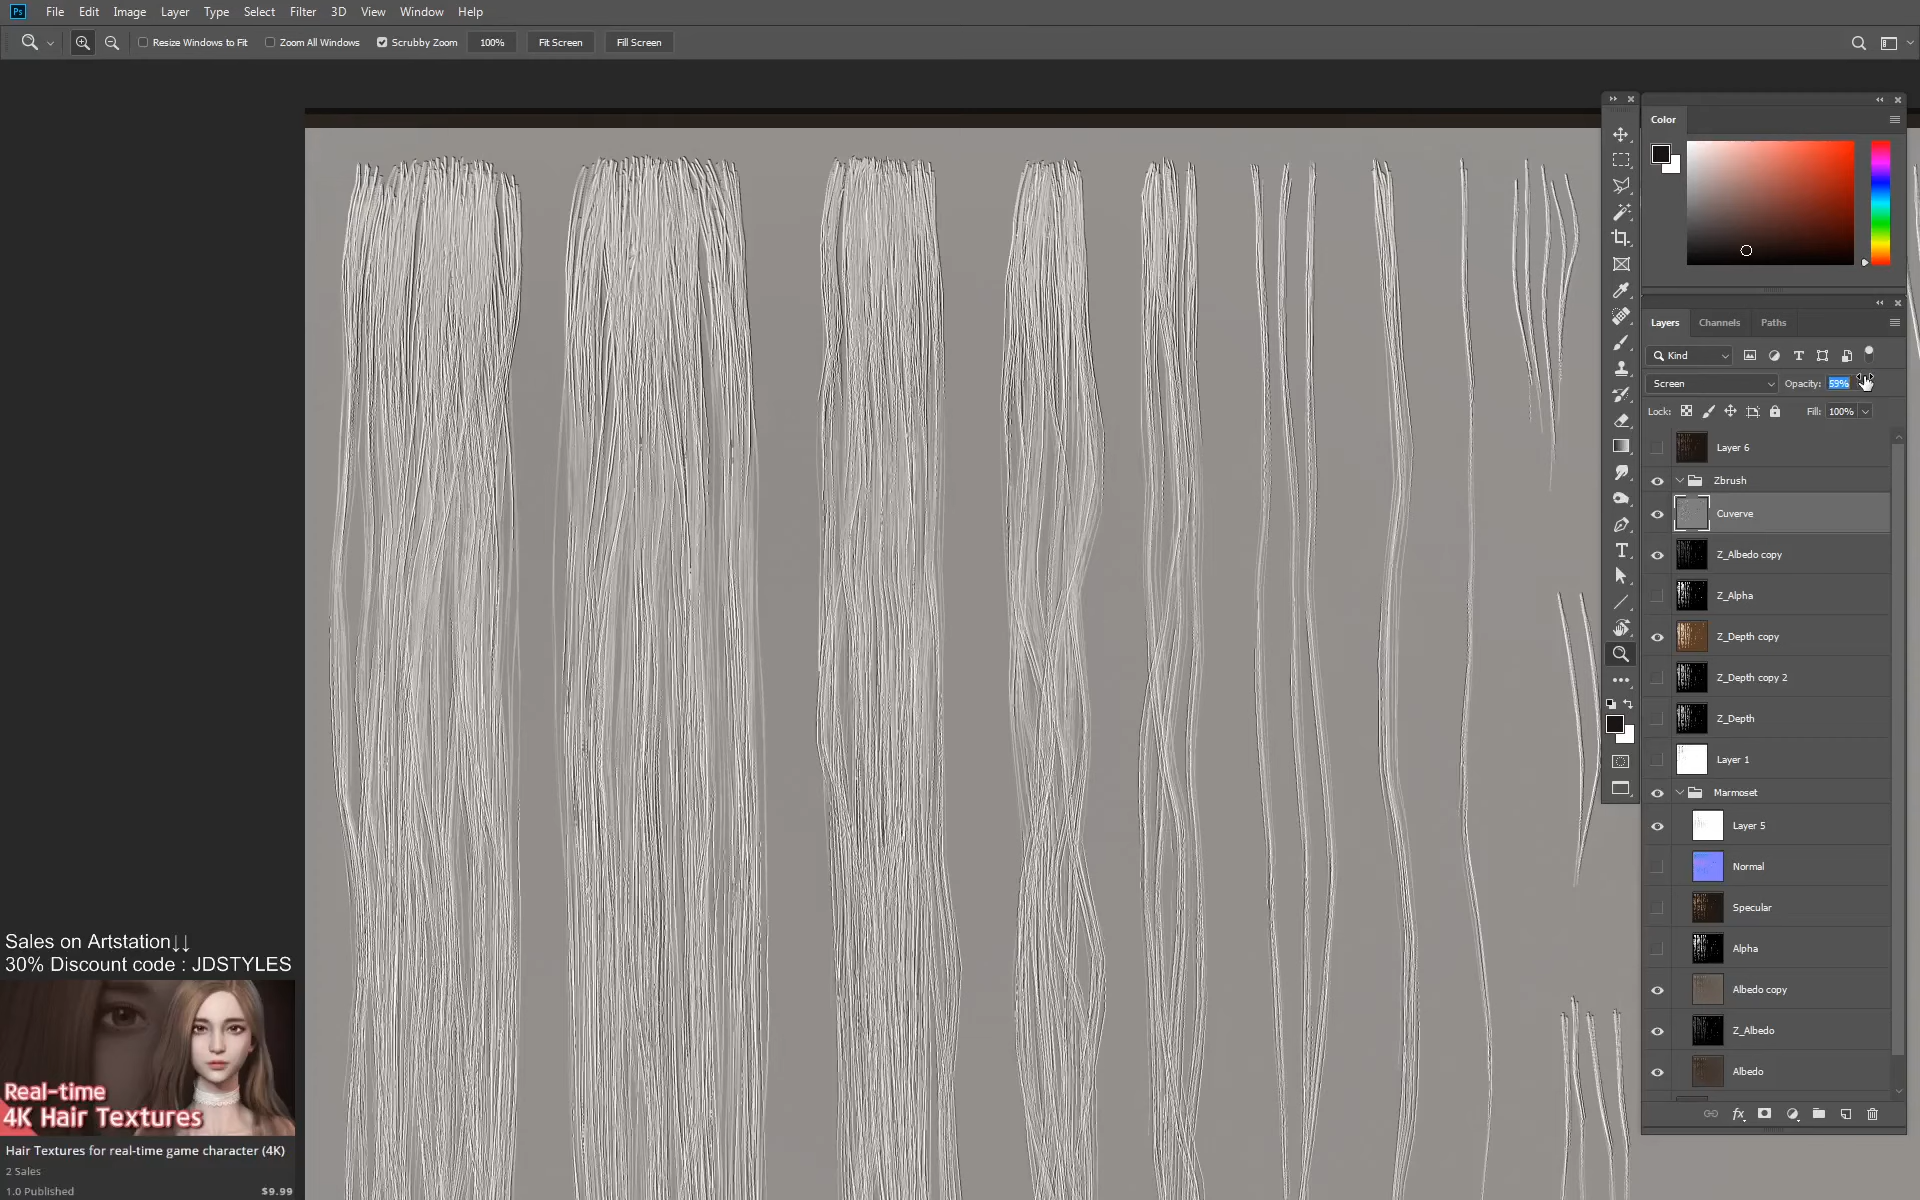 Ps File Edit Image Layer Type Select Filter 3D View Window Help
Resize Windows to Fit Zoom All Windows Scrubby Zoom 100% Fit Screen Fill Screen
Color
Layers Channels Paths
Kind
Screen Opacity: 59%
Lock: Fill: 100%
Layer 6
Zbrush
Cuverve
Z_Albedo copy
Z_Alpha
Z_Depth copy
Z_Depth copy 2
Z_Depth
Layer 1
Marmoset
Layer 5
Normal
Specular
Alpha
Albedo copy
Z_Albedo
Albedo
fx
Sales on Artstation↓↓
30% Discount code : JDSTYLES
Real-time
4K Hair Textures
Hair Textures for real-time game character (4K)
2 Sales
1.0 Published $9.99